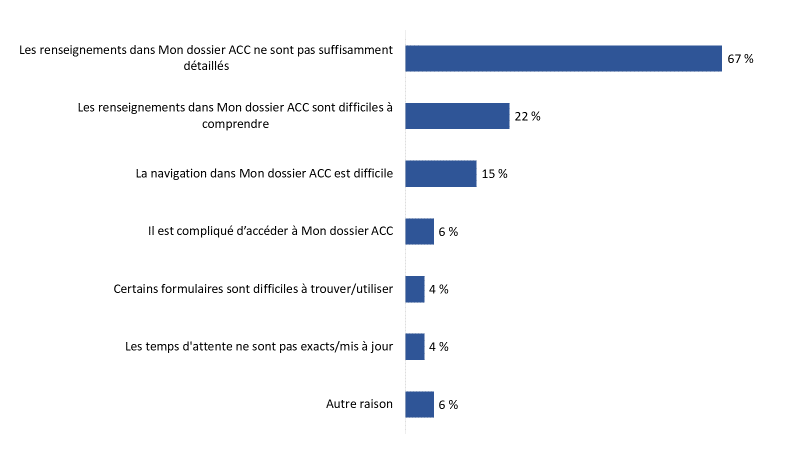 Les renseignements dans Mon dossier ACC ne sont pas suffisamment
détaillés
67 %
Les renseignements dans Mon dossier ACC sont difficiles à
comprendre
22 %
La navigation dans Mon dossier ACC est difficile
15 %
Il est compliqué d’accéder à Mon dossier ACC
6 %
Certains formulaires sont difficiles à trouver/utiliser
4 %
Les temps d'attente ne sont pas exacts/mis à jour
4 %
Autre raison
6 %